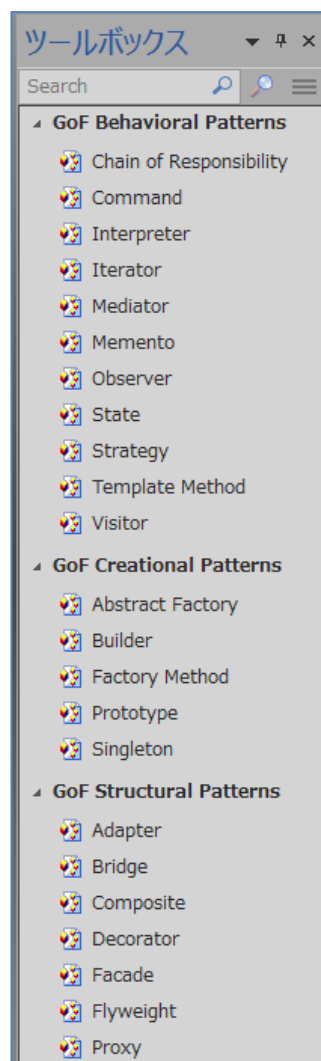 ツールボックス
Search
GoF Behavioral Patterns
Chain of Responsibility
Command
Interpreter
Iterator
Mediator
Memento
Observer
State
Strategy
Template Method
Visitor
GoF Creational Patterns
Abstract Factory
Builder
Factory Method
Prototype
Singleton
GoF Structural Patterns
Adapter
Bridge
Composite
Decorator
Facade
Flyweight
Proxy